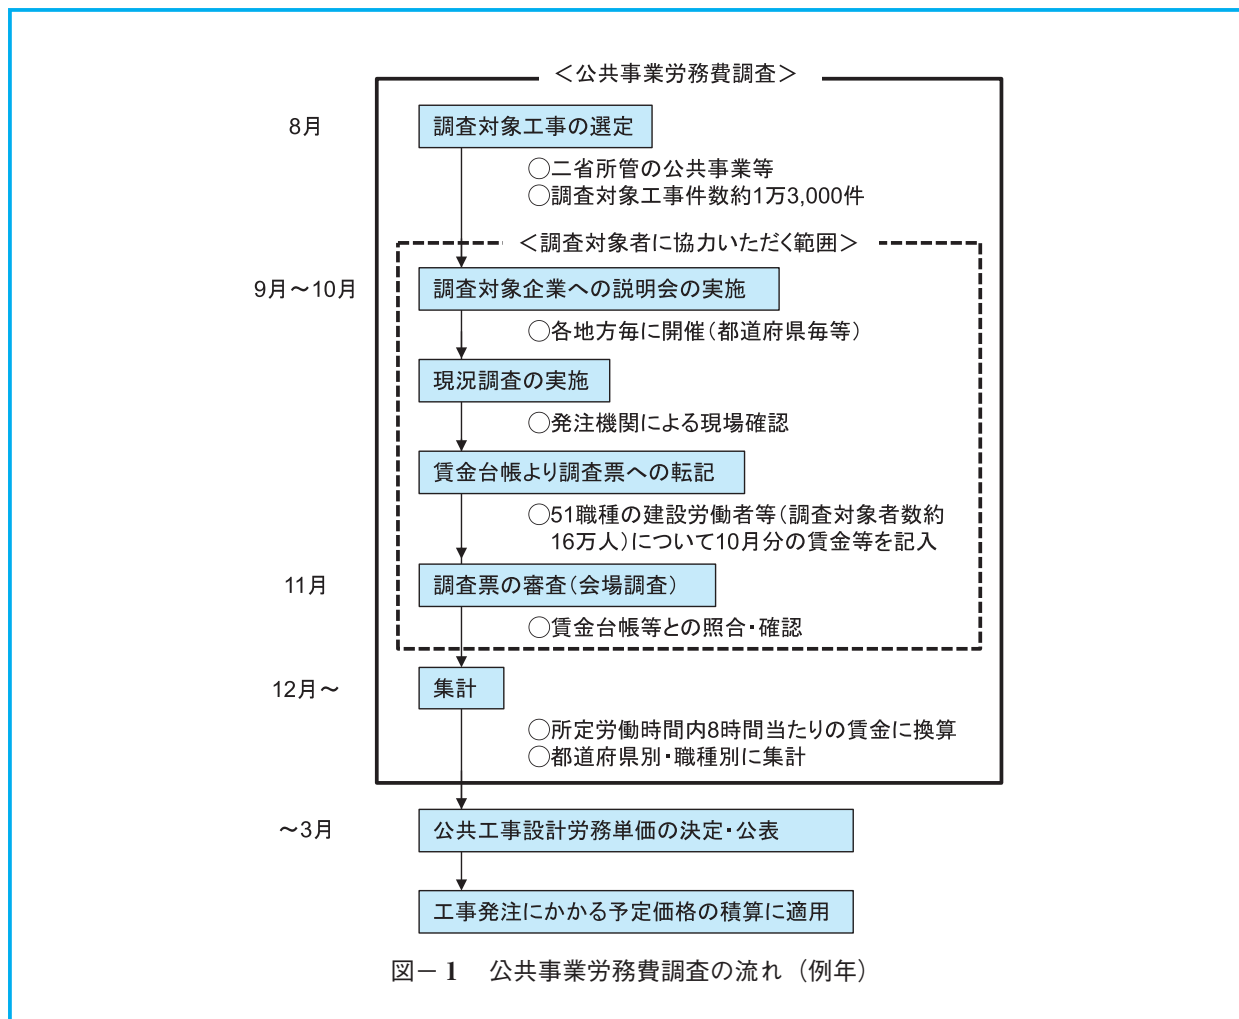 ＜公共事業労務費調査＞
8月
調査対象工事の選定
○二省所管の公共事業等
○調査対象工事件数約1万3,000件
＜調査対象者に協力いただく範囲＞
9月～10月
調査対象企業への説明会の実施
○各地方毎に開催（都道府県毎等）
現況調査の実施
○発注機関による現場確認
賃金台帳より調査票への転記
○51職種の建設労働者等（調査対象者数約
16万人）について10月分の賃金等を記入
11月
調査票の審査（会場調査）
○賃金台帳等との照合・確認
12月～
集計
○所定労働時間内8時間当たりの賃金に換算
○都道府県別・職種別に集計
～3月
公共工事設計労務単価の決定・公表
工事発注にかかる予定価格の積算に適用
図－1　公共事業労務費調査の流れ（例年）